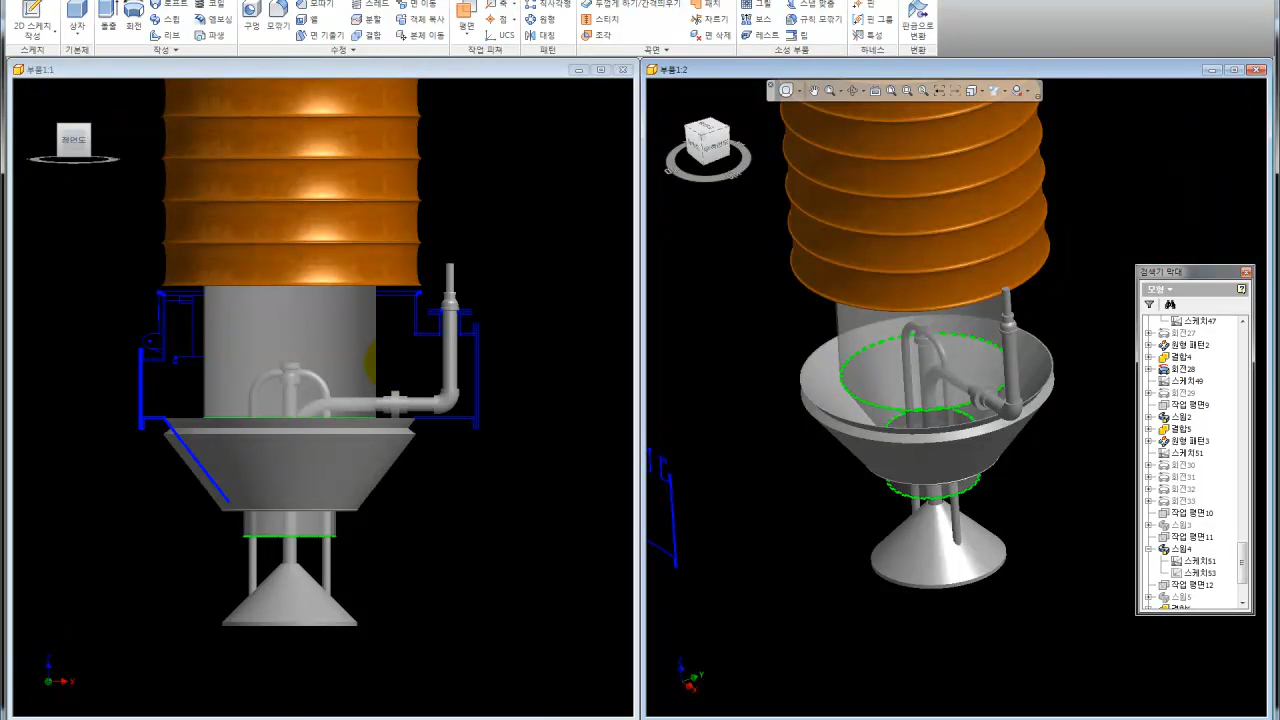 2D 스케치
작성
상자
돌출
회전
로프트
코일
스윕
엠보싱
리브
파생
구멍
모깎기
모따기
스레드
면 이동
쉘
분할
객체 복사
면 기울기
결합
본체 이동
평면
축
점
UCS
직사각형
원형
대칭
두껍게 하기/간격띄우기
패치
스티치
자르기
조각
면 삭제
그릴
스냅 맞춤
보스
규칙 모깎기
레스트
립
핀
핀 그룹
특성
판금으로
변환
스케치
기본체
작성
수정
작업 피쳐
패턴
곡면
소성 부품
하네스
변환
부품1:1
부품1:2
정면도
검색기 막대
모형
스케치47
회전27
원형 패턴2
결합4
회전28
스케치49
회전29
작업 평면9
스윕2
결합5
원형 패턴3
스케치51
회전30
회전31
회전32
회전33
작업 평면10
스윕3
작업 평면11
스윕4
스케치51
스케치53
작업 평면12
스윕5
X
Y
X